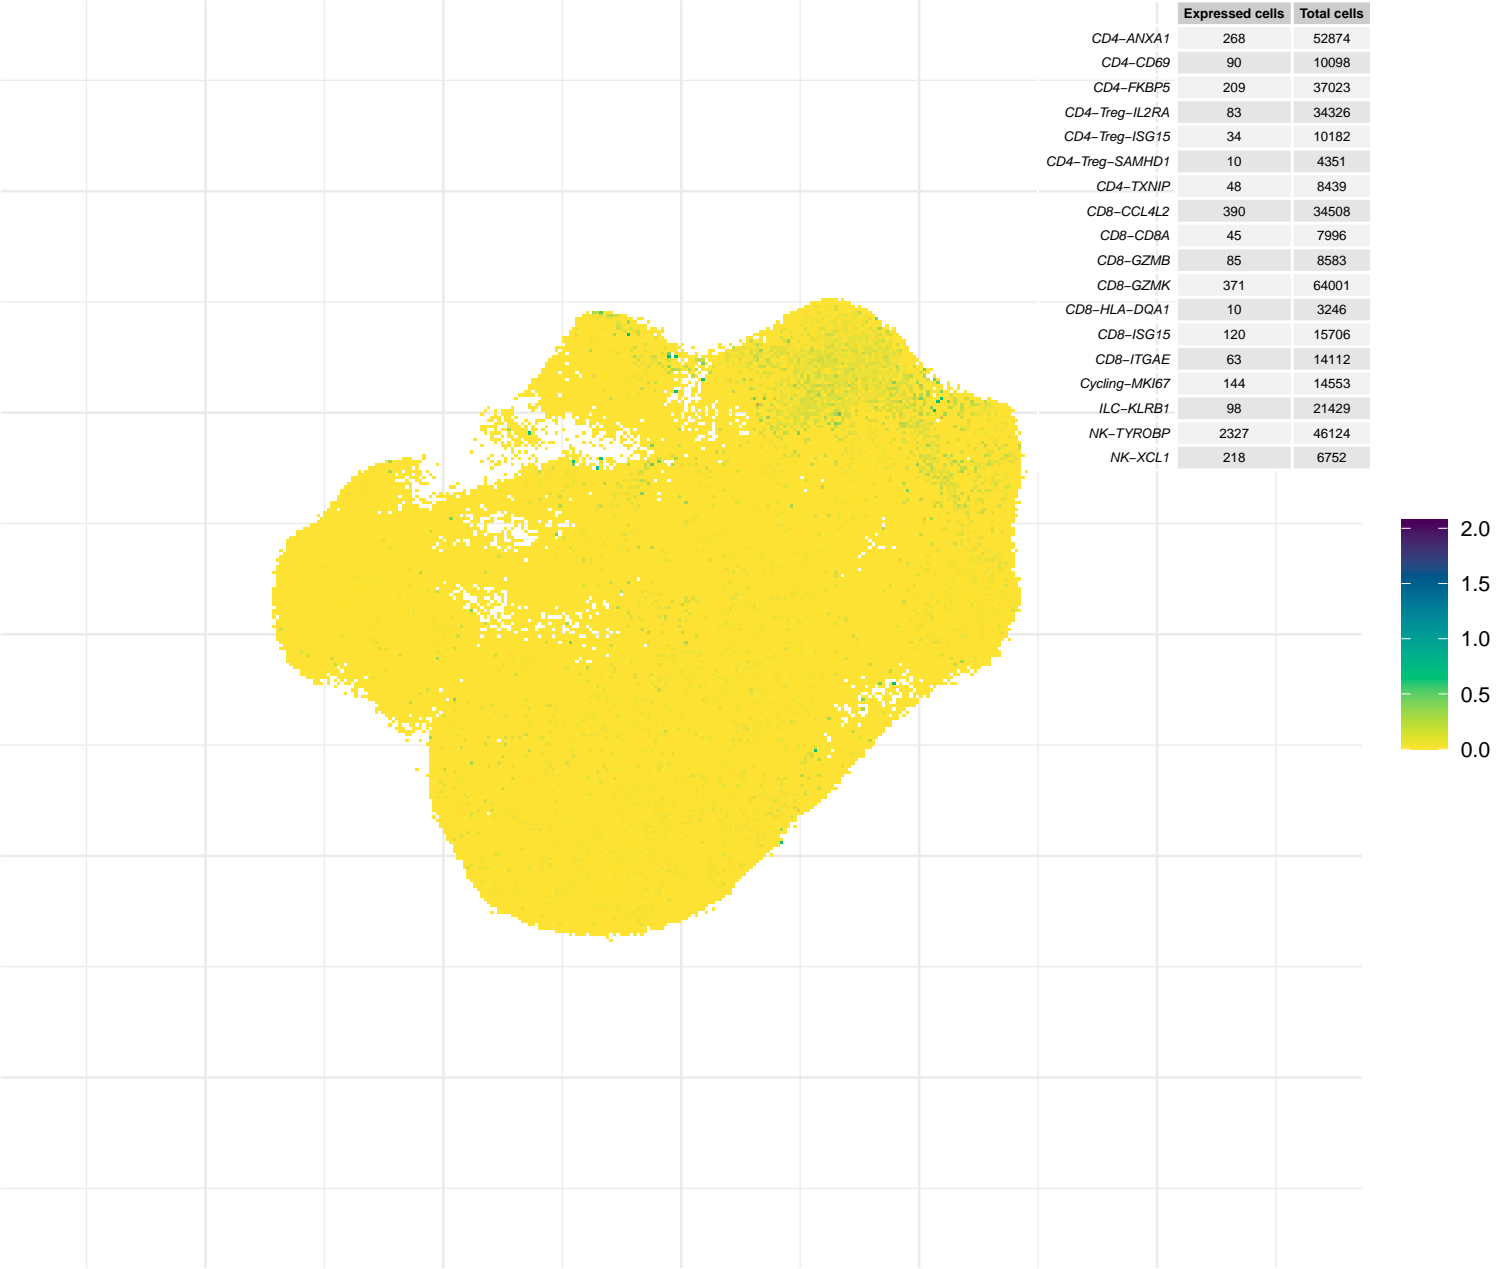 Expressed cells Total cells
CD4−ANXA1 268 52874
CD4−CD69 90 10098
CD4−FKBP5 209 37023
CD4−Treg−IL2RA 83 34326
CD4−Treg−ISG15 34 10182
CD4−Treg−SAMHD1 10 4351
CD4−TXNIP 48 8439
CD8−CCL4L2 390 34508
CD8−CD8A 45 7996
CD8−GZMB 85 8583
CD8−GZMK 371 64001
CD8−HLA−DQA1 10 3246
CD8−ISG15 120 15706
CD8−ITGAE 63 14112
Cycling−MKI67 144 14553
ILC−KLRB1 98 21429
NK−TYROBP 2327 46124
NK−XCL1 218 6752
2.0
1.5
1.0
0.5
0.0